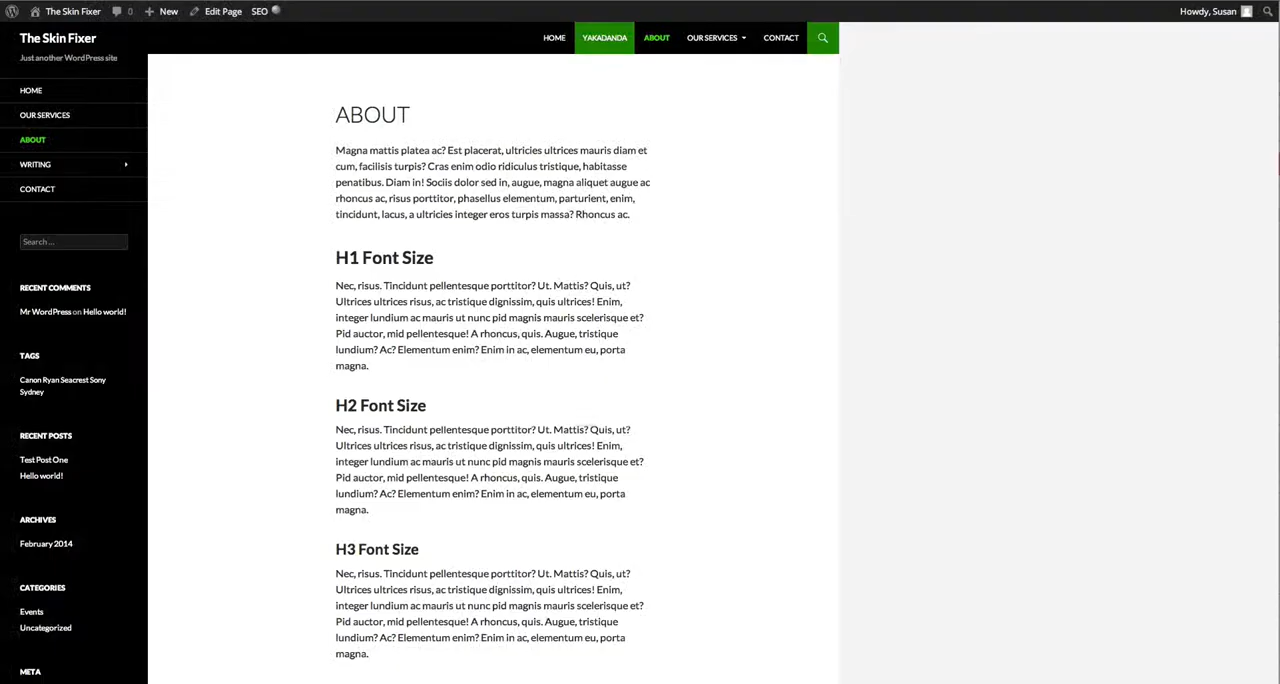 The Skin Fixer
0
New
Edit Page
SEO
Howdy, Susan
The Skin Fixer
Just another WordPress site
HOME
YAKADANDA
ABOUT
OUR SERVICES
CONTACT
HOME
OUR SERVICES
ABOUT
WRITING
CONTACT
Search ...
RECENT COMMENTS
Mr WordPress on Hello world!
TAGS
Canon Ryan Seacrest Sony
Sydney
RECENT POSTS
Test Post One
Hello world!
ARCHIVES
February 2014
CATEGORIES
Events
Uncategorized
META
ABOUT
Magna mattis platea ac? Est placerat, ultricies ultrices mauris diam et
cum, facilisis turpis? Cras enim odio ridiculus tristique, habitasse
penatibus. Diam in! Sociis dolor sed in, augue, magna aliquet augue ac
rhoncus ac, risus porttitor, phasellus elementum, parturient, enim,
tincidunt, lacus, a ultricies integer eros turpis massa? Rhoncus ac.
H1 Font Size
Nec, risus. Tincidunt pellentesque porttitor? Ut. Mattis? Quis, ut?
Ultrices ultrices risus, ac tristique dignissim, quis ultrices! Enim,
integer lundium ac mauris ut nunc pid magnis mauris scelerisque et?
Pid auctor, mid pellentesque! A rhoncus, quis. Augue, tristique
lundium? Ac? Elementum enim? Enim in ac, elementum eu, porta
magna.
H2 Font Size
Nec, risus. Tincidunt pellentesque porttitor? Ut. Mattis? Quis, ut?
Ultrices ultrices risus, ac tristique dignissim, quis ultrices! Enim,
integer lundium ac mauris ut nunc pid magnis mauris scelerisque et?
Pid auctor, mid pellentesque! A rhoncus, quis. Augue, tristique
lundium? Ac? Elementum enim? Enim in ac, elementum eu, porta
magna.
H3 Font Size
Nec, risus. Tincidunt pellentesque porttitor? Ut. Mattis? Quis, ut?
Ultrices ultrices risus, ac tristique dignissim, quis ultrices! Enim,
integer lundium ac mauris ut nunc pid magnis mauris scelerisque et?
Pid auctor, mid pellentesque! A rhoncus, quis. Augue, tristique
lundium? Ac? Elementum enim? Enim in ac, elementum eu, porta
magna.